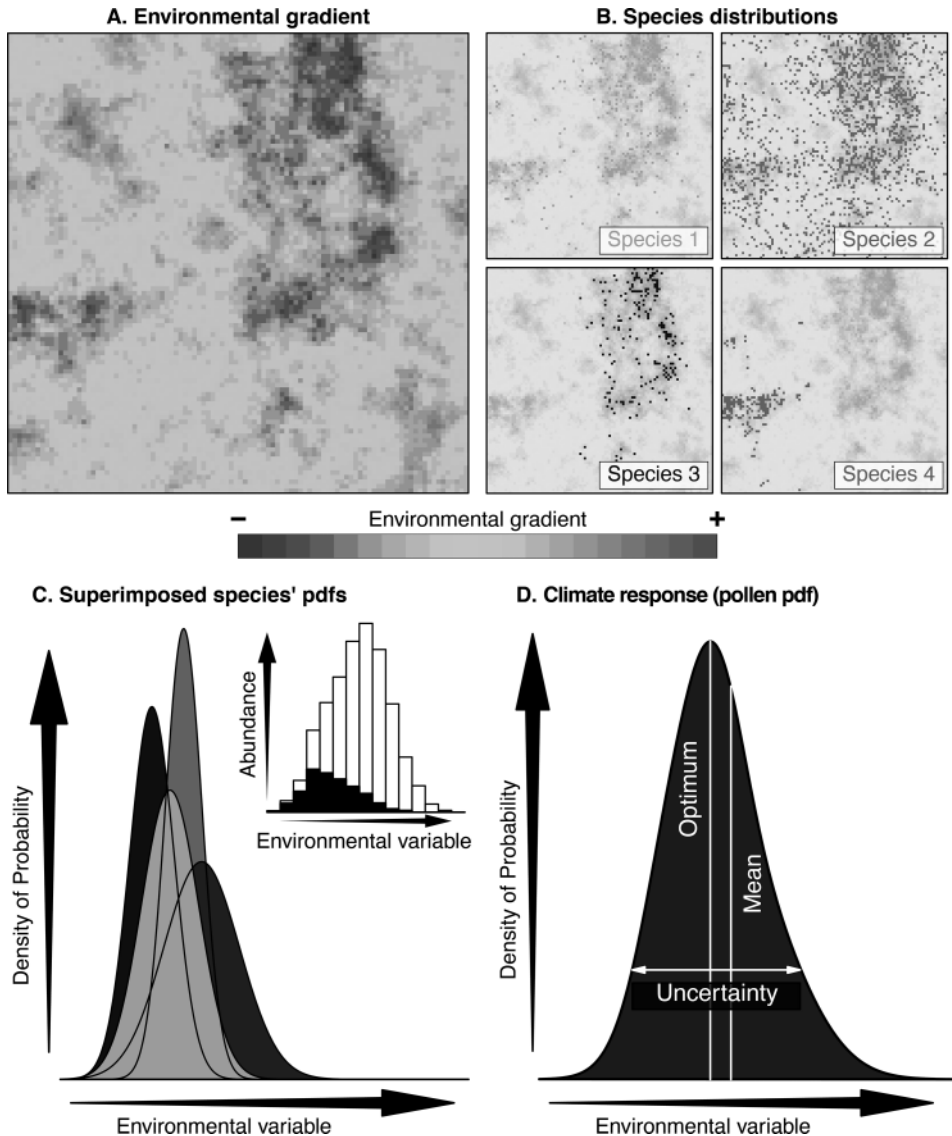 A. Environmental gradient
B. Species distributions
Species 1
Species 2
Species 3
Species 4
− +
Environmental gradient
C. Superimposed species' pdfs
Density of Probability
Abundance
Environmental variable
Environmental variable
D. Climate response (pollen pdf)
Density of Probability
Optimum
Mean
Uncertainty
Environmental variable